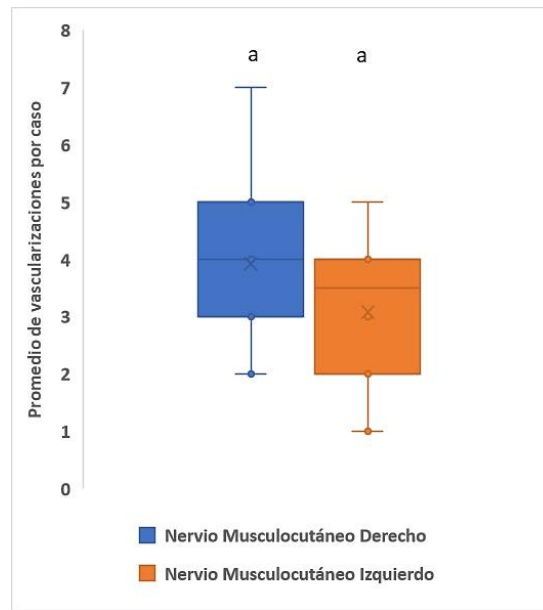 8
a
a
7
6
5
4
3
2
1
0
Promedio de vascularizaciones por caso
Nervio Musculocutáneo Derecho
Nervio Musculocutáneo Izquierdo